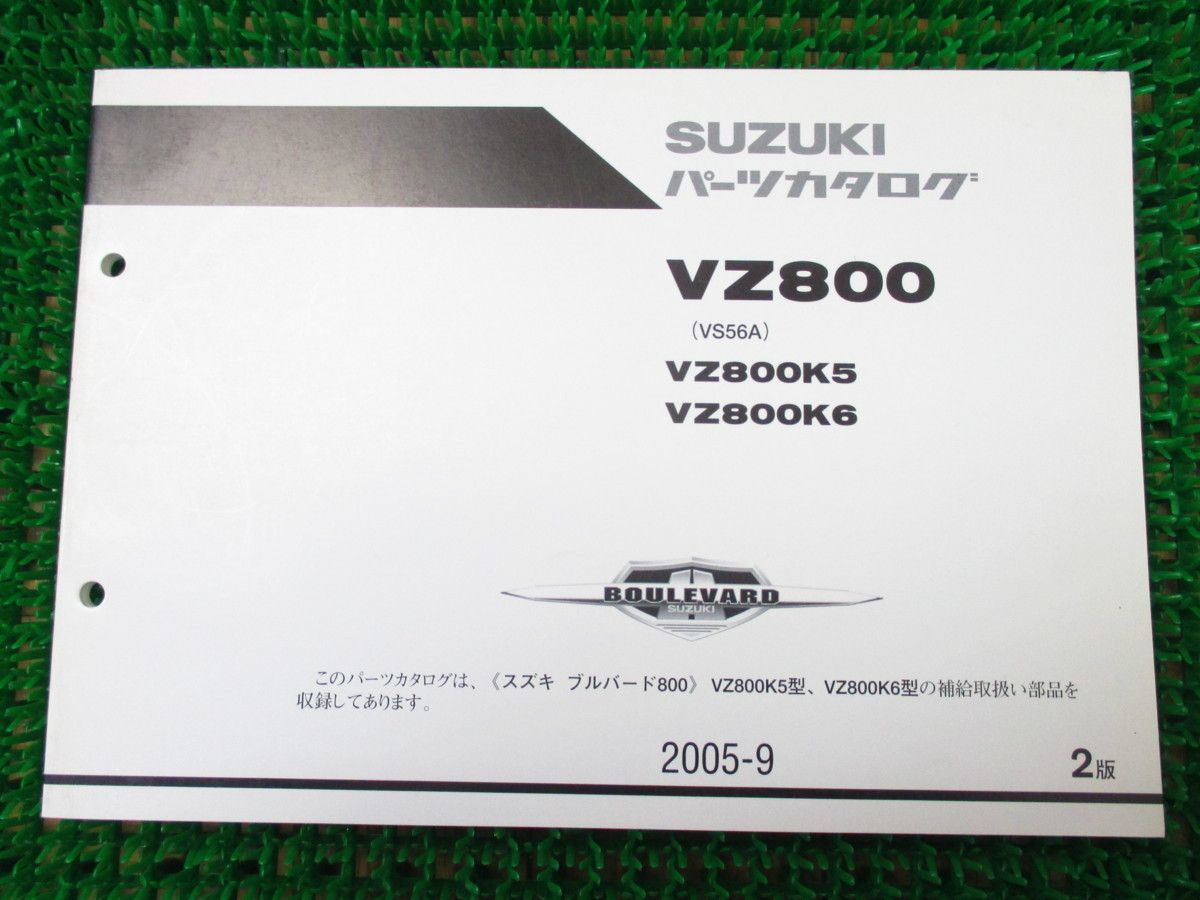 SUZUKI
パーツカタログ
VZ800
(VS56A)
VZ800K5
VZ800K6
BOULEVARD
SUZUKI
このパーツカタログは、《スズキ ブルバード800》 VZ800K5型、VZ800K6型の補給取扱い部品を
収録してあります。
2005-9
2版